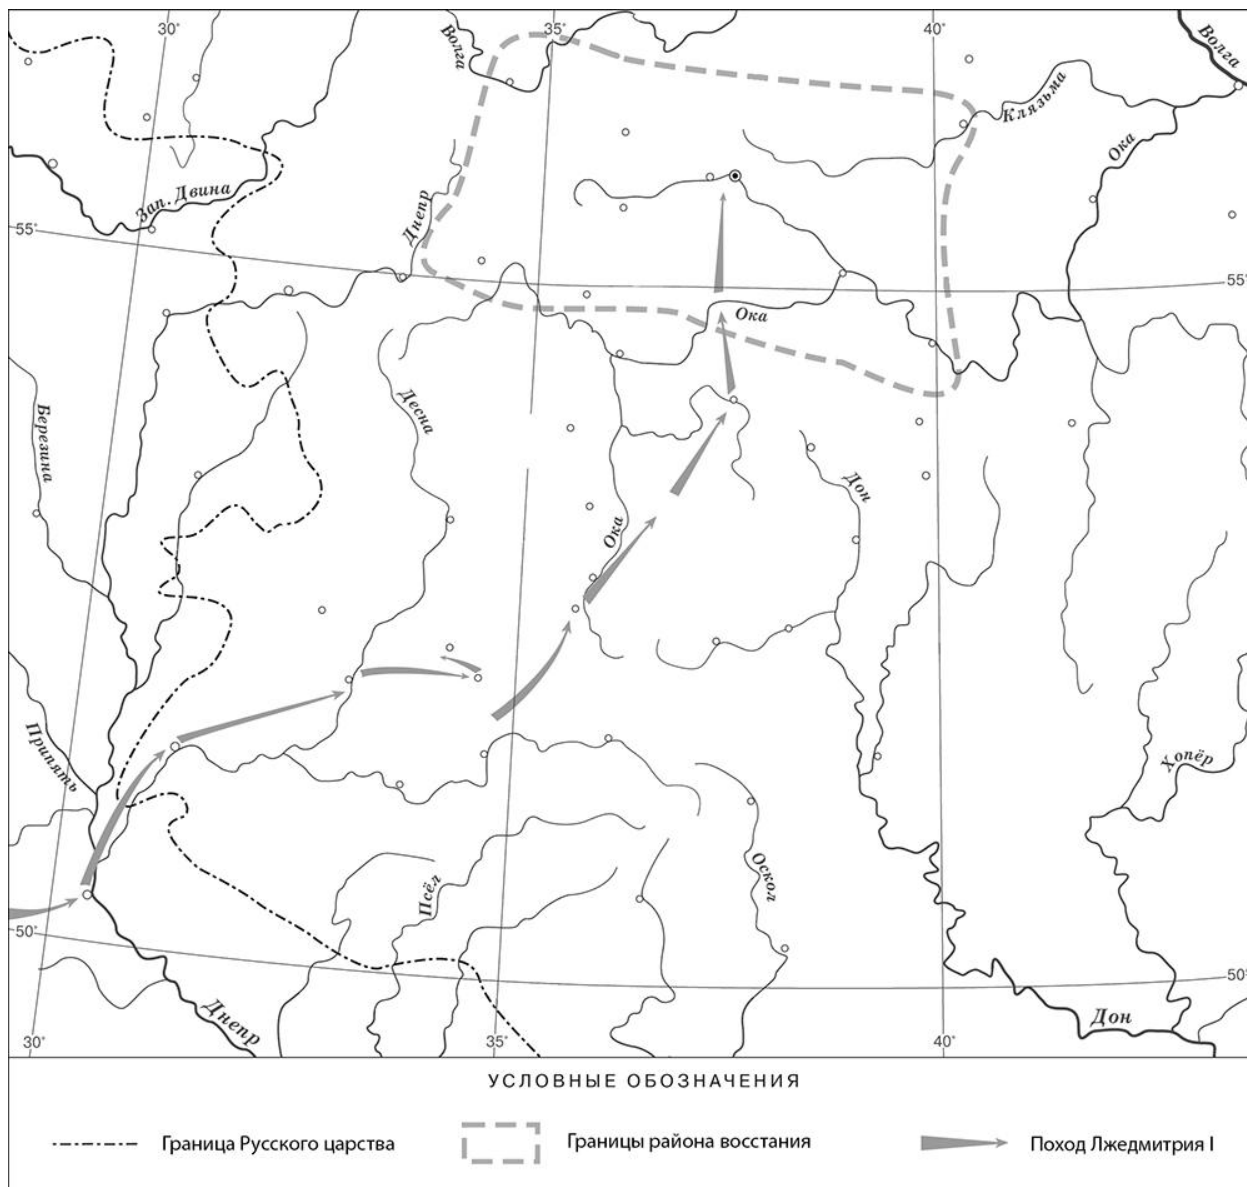 30°
35°
40°
Волга
Волга
Клязьма
Ока
Зап. Двина
Днепр
55°
55°
Ока
Березина
Десна
Дон
Ока
Припять
Хопёр
Псёл
Оскол
50°
50°
Днепр
Дон
30°
35°
40°
УСЛОВНЫЕ ОБОЗНАЧЕНИЯ
Граница Русского царства
Границы района восстания
Поход Лжедмитрия I